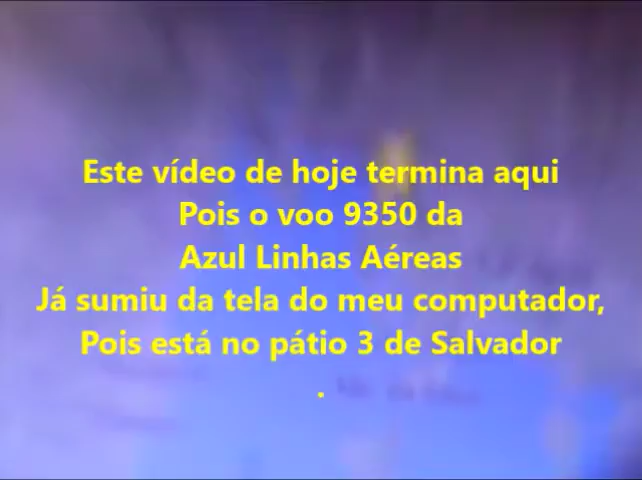 Este vídeo de hoje termina aqui
Pois o voo 9350 da
Azul Linhas Aéreas
Já sumiu da tela do meu computador,
Pois está no pátio 3 de Salvador
.